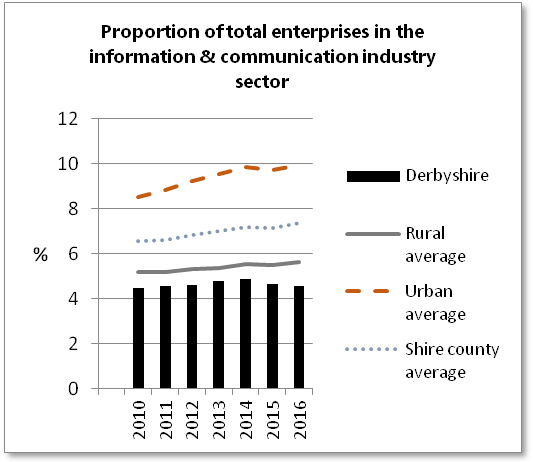 Proportion of total enterprises in the
information & communication industry
sector
12
10
8
6
4
2
0
%
2010
2011
2012
2013
2014
2015
2016
Derbyshire
Rural
average
Urban
average
Shire county
average